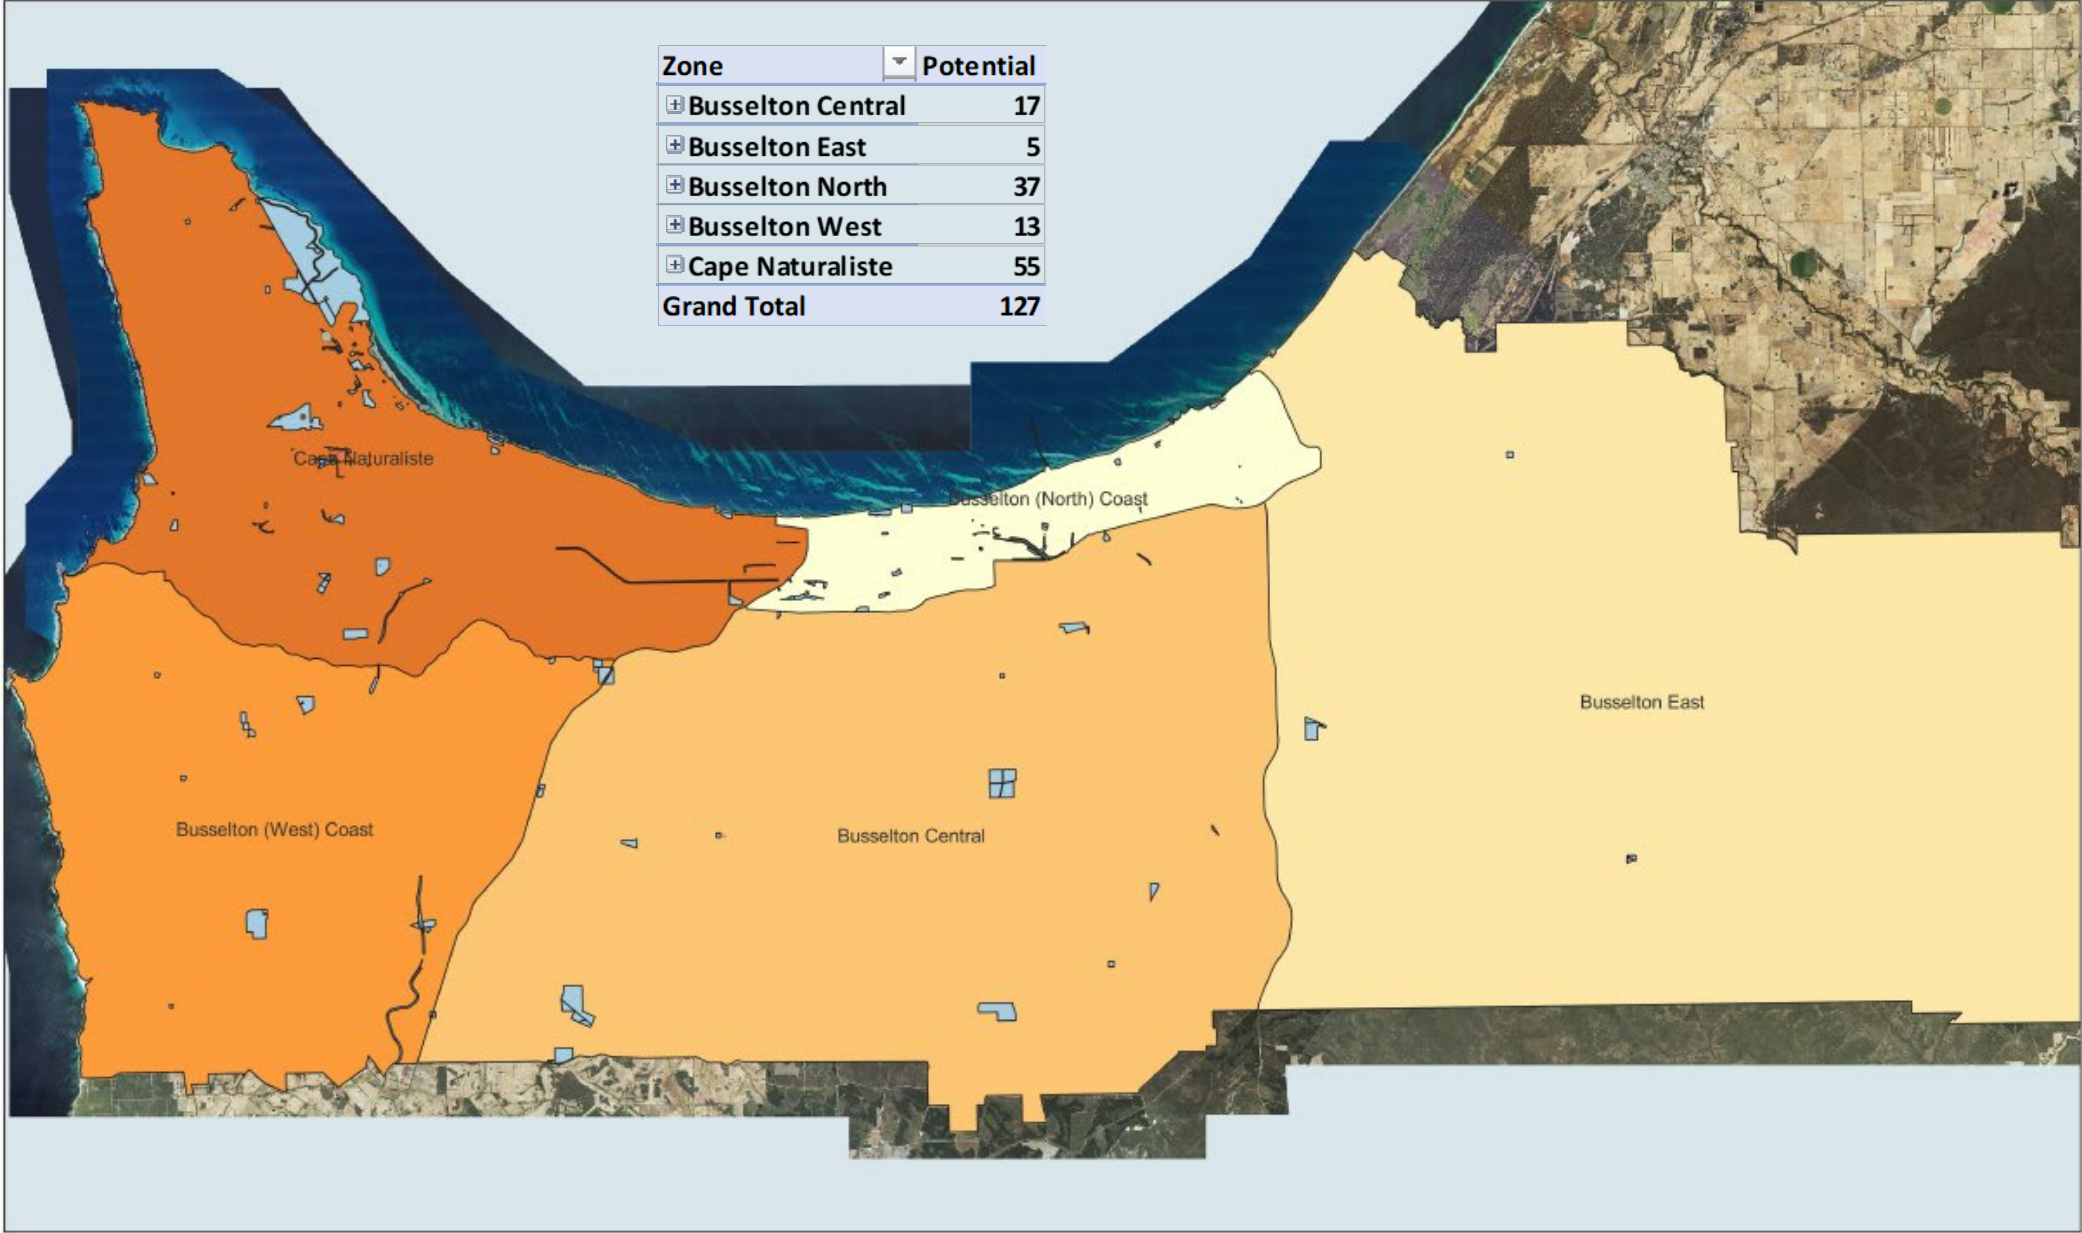 Zone Potential
Busselton Central 17
Busselton East 5
Busselton North 37
Busselton West 13
Cape Naturaliste 55
Grand Total 127
Cape Naturaliste
Busselton (North) Coast
Busselton East
Busselton (West) Coast
Busselton Central